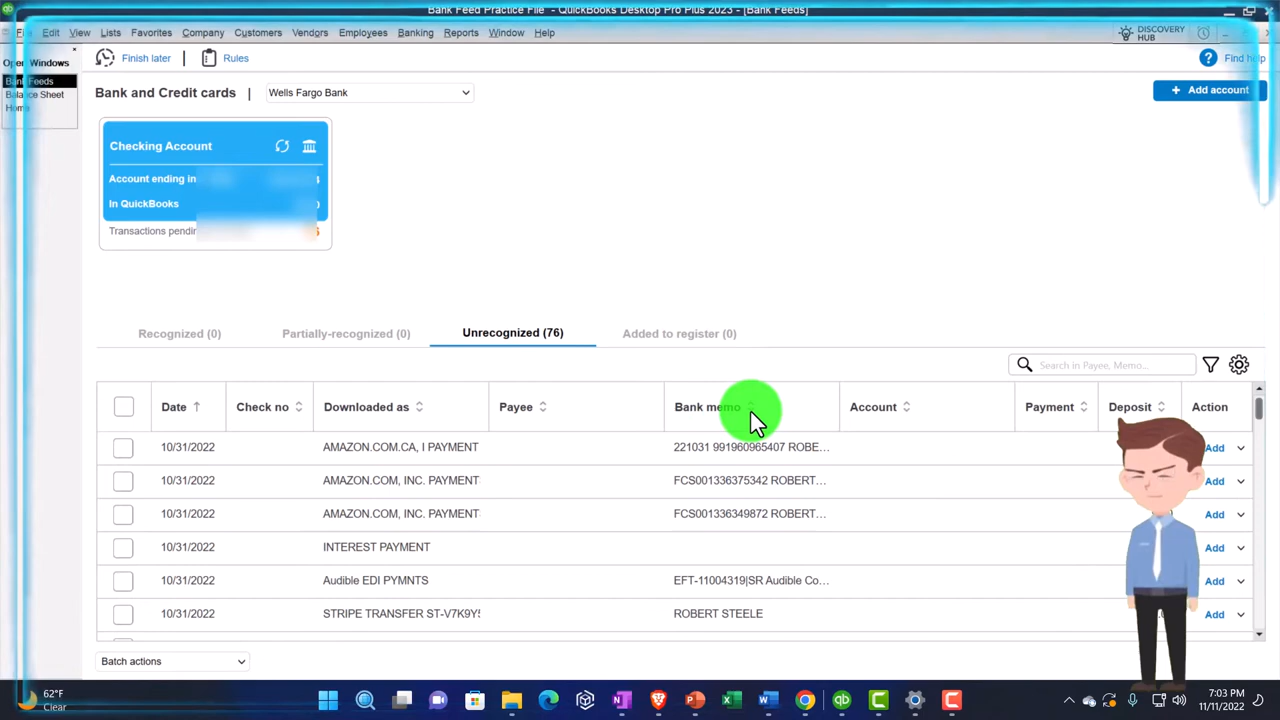 Bank Feed Practice File - QuickBooks Desktop Pro Plus 2023 - [Bank Feeds]
File Edit View Lists Favorites Company Customers Vendors Employees Banking Reports Window Help
DISCOVERY HUB
Open Windows
Bank Feeds
Balance Sheet
Home
Finish later | Rules
Find help
Bank and Credit cards | Wells Fargo Bank
+ Add account
Checking Account
Account ending in
In QuickBooks
Transactions pending
Recognized (0) Partially-recognized (0) Unrecognized (76) Added to register (0)
Search in Payee, Memo...
Date Check no Downloaded as Payee Bank memo Account Payment Deposit Action
10/31/2022 AMAZON.COM.CA, I PAYMENT 221031 991960965407 ROBE... Add
10/31/2022 AMAZON.COM, INC. PAYMENT FCS001336375342 ROBERT... Add
10/31/2022 AMAZON.COM, INC. PAYMENT FCS001336349872 ROBERT... Add
10/31/2022 INTEREST PAYMENT Add
10/31/2022 Audible EDI PYMNTS EFT-11004319|SR Audible Co... Add
10/31/2022 STRIPE TRANSFER ST-V7K9Y5 ROBERT STEELE Add
Batch actions
62°F
Clear
7:03 PM
11/11/2022